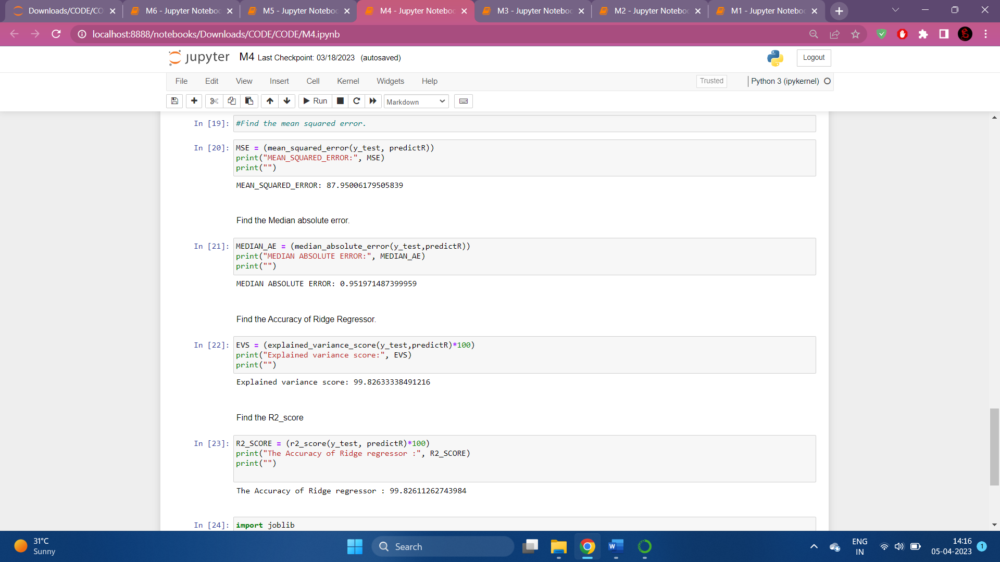 Downloads/CODE/CO
M6 - Jupyter Noteboo
M5 - Jupyter Noteboo
M4 - Jupyter Noteboo
M3 - Jupyter Noteboo
M2 - Jupyter Noteboo
M1 - Jupyter Noteboo
localhost:8888/notebooks/Downloads/CODE/CODE/M4.ipynb
jupyter M4 Last Checkpoint: 03/18/2023 (autosaved)
Logout
File Edit View Insert Cell Kernel Widgets Help
Trusted
Python 3 (ipykernel)
Run
Markdown
In [19]: #Find the mean squared error.
In [20]: MSE = (mean_squared_error(y_test, predictR))
print("MEAN_SQUARED_ERROR:", MSE)
print("")
MEAN_SQUARED_ERROR: 87.95006179505839
Find the Median absolute error.
In [21]: MEDIAN_AE = (median_absolute_error(y_test,predictR))
print("MEDIAN ABSOLUTE ERROR:", MEDIAN_AE)
print("")
MEDIAN ABSOLUTE ERROR: 0.951971487399959
Find the Accuracy of Ridge Regressor.
In [22]: EVS = (explained_variance_score(y_test,predictR)*100)
print("Explained variance score:", EVS)
print("")
Explained variance score: 99.82633338491216
Find the R2_score
In [23]: R2_SCORE = (r2_score(y_test, predictR)*100)
print("The Accuracy of Ridge regressor :", R2_SCORE)
print("")
The Accuracy of Ridge regressor : 99.82611262743984
In [24]: import joblib
31°C
Sunny
Search
ENG
IN
14:16
05-04-2023
1